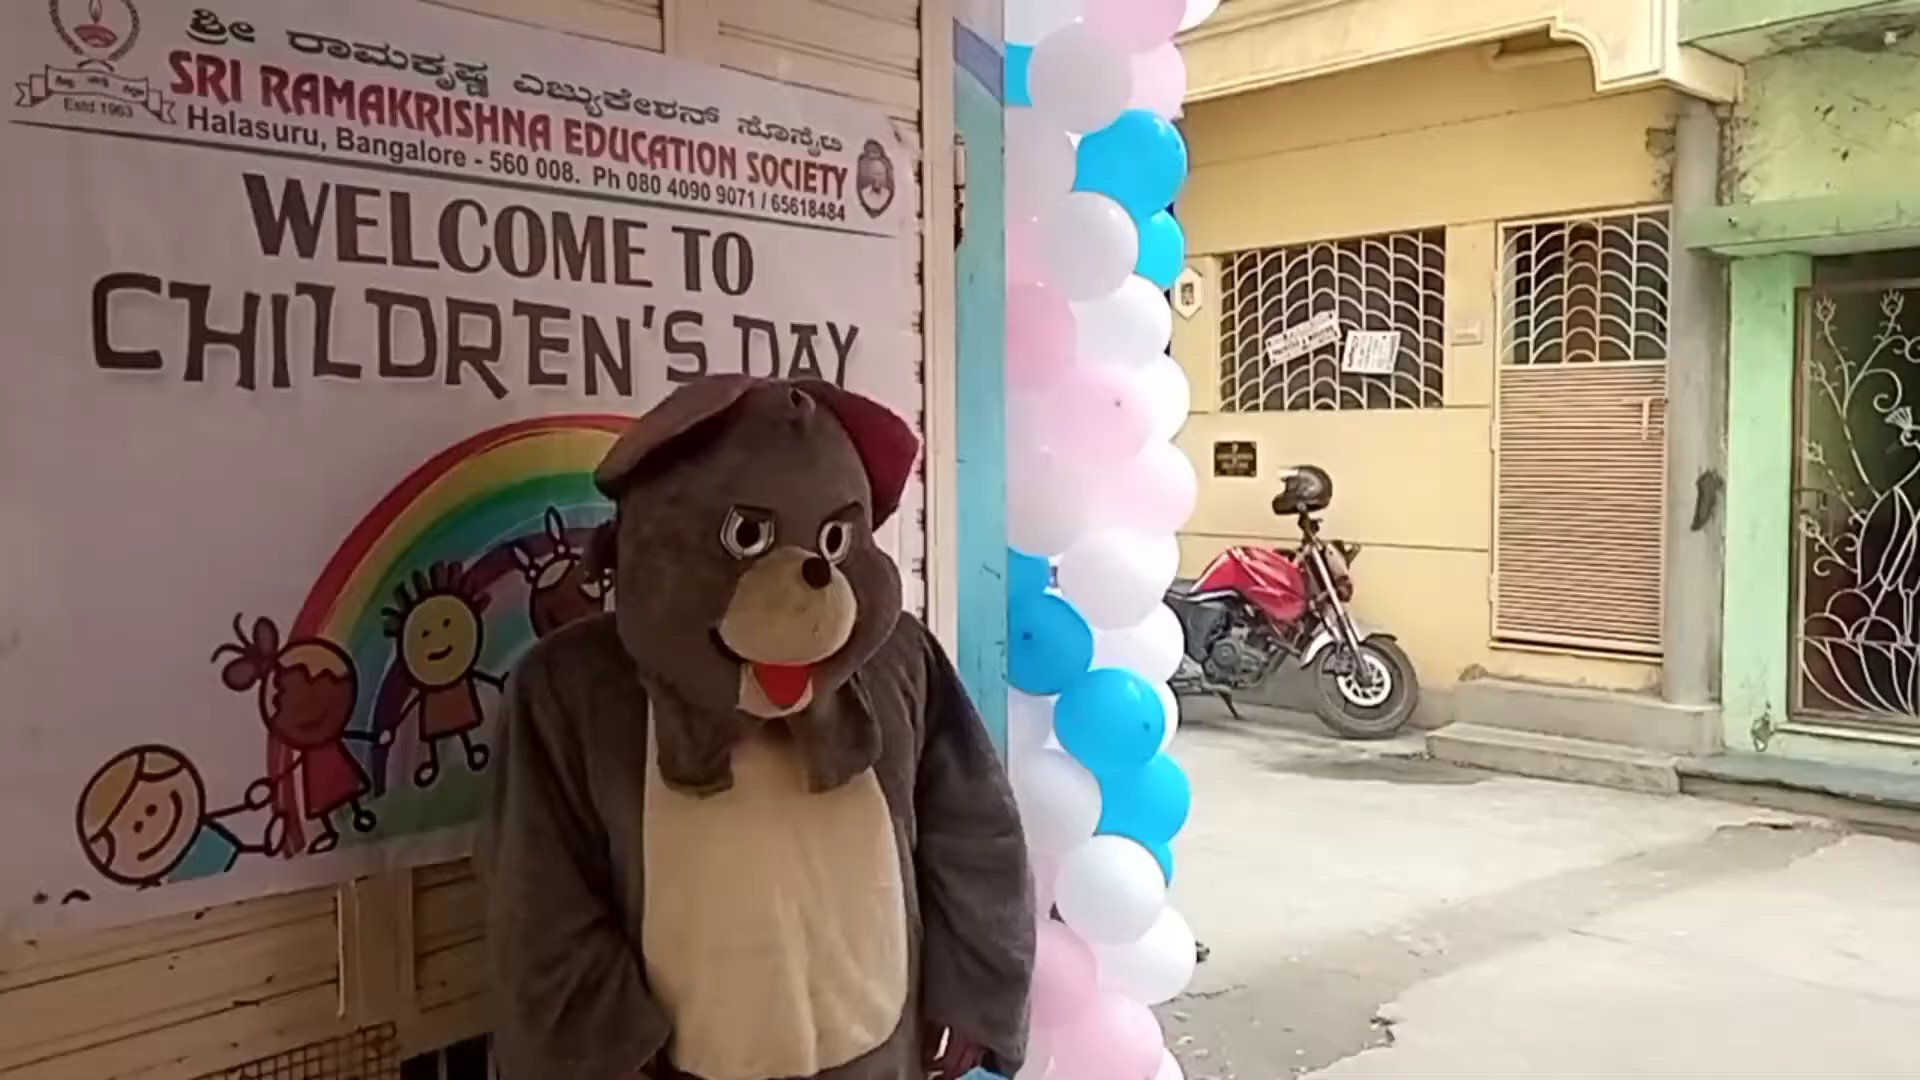 ಶ್ರೀ ರಾಮಕೃಷ್ಣ ಎಜ್ಯುಕೇಶನ್ ಸೊಸೈಟಿ
SRI RAMAKRISHNA EDUCATION SOCIETY
Estd 1963
Halasuru, Bangalore - 560 008. Ph 080 4090 9071 / 65618484
WELCOME TO
CHILDREN'S DAY